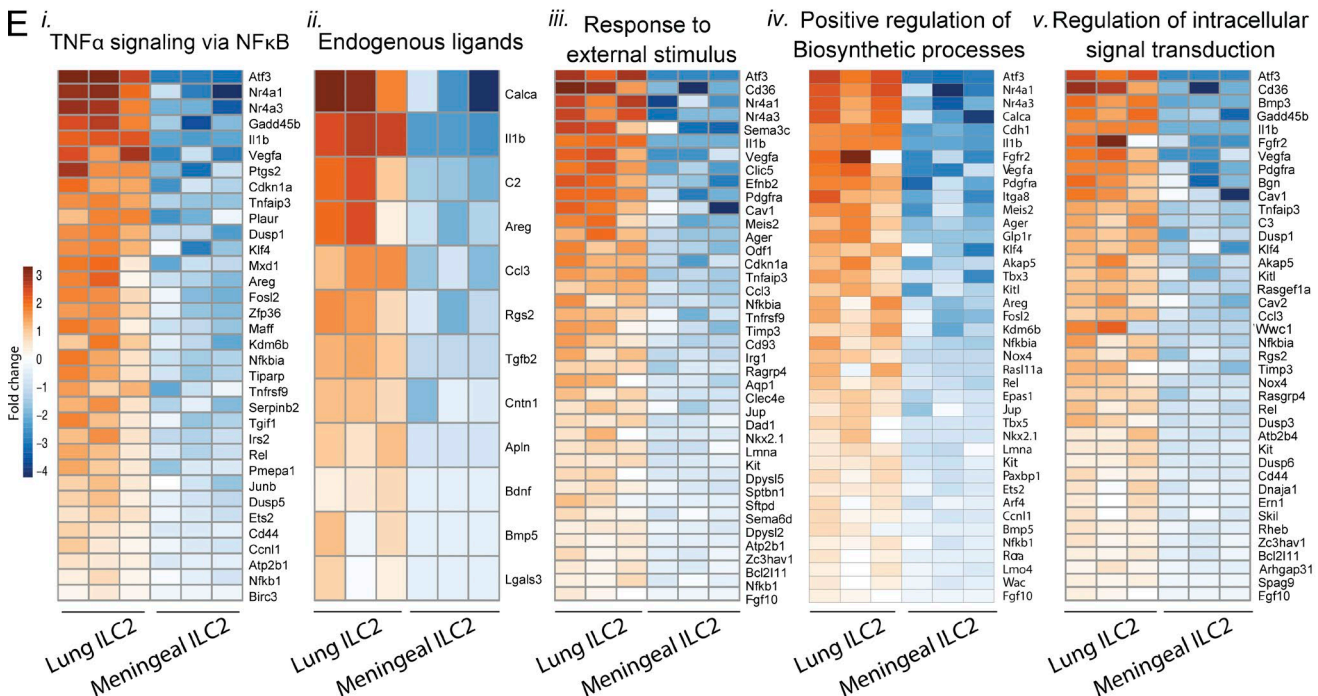 E
i.
TNFα signaling via NFκB
ii.
Endogenous ligands
iii.
Response to
external stimulus
iv.
Positive regulation of
Biosynthetic processes
v.
Regulation of intracellular
signal transduction
Fold change
3
2
1
0
−1
−2
−3
−4
Atf3
Nr4a1
Nr4a3
Gadd45b
Il1b
Vegfa
Ptgs2
Cdkn1a
Tnfaip3
Plaur
Dusp1
Klf4
Mxd1
Areg
Fosl2
Zfp36
Maff
Kdm6b
Nfkbia
Tiparp
Tnfrsf9
Serpinb2
Tgif1
Irs2
Rel
Pmepa1
Junb
Dusp5
Ets2
Cd44
Ccnl1
Atp2b1
Nfkb1
Birc3
Lung ILC2
Meningeal ILC2
Calca
Il1b
C2
Areg
Ccl3
Rgs2
Tgfb2
Cntn1
Apln
Bdnf
Bmp5
Lgals3
Lung ILC2
Meningeal ILC2
Atf3
Cd36
Nr4a1
Nr4a3
Sema3c
Il1b
Vegfa
Clic5
Efnb2
Pdgfra
Cav1
Meis2
Ager
Odf1
Cdkn1a
Tnfaip3
Ccl3
Nfkbia
Tnfrsf9
Timp3
Cd93
Irg1
Ragrp4
Aqp1
Clec4e
Jup
Dad1
Nkx2.1
Lmna
Kit
Dpysl5
Sptbn1
Sftpd
Sema6d
Dpysl2
Atp2b1
Zc3hav1
Bcl2l11
Nfkb1
Fgf10
Lung ILC2
Meningeal ILC2
Atf3
Nr4a1
Nr4a3
Calca
Cdh1
Il1b
Fgfr2
Vegfa
Pdgfra
Itga8
Meis2
Ager
Glp1r
Klf4
Akap5
Tbx3
Kitl
Areg
Fosl2
Kdm6b
Nfkbia
Nox4
Rasl11a
Rel
Epas1
Jup
Tbx5
Nkx2.1
Lmna
Kit
Paxbp1
Ets2
Arf4
Ccnl1
Bmp5
Nfkb1
Lmo4
Wac
Fgf10
Lung ILC2
Meningeal ILC2
Atf3
Cd36
Bmp3
Gadd45b
Il1b
Fgfr2
Vegfa
Pdgfra
Bgn
Cav1
Tnfaip3
C3
Dusp1
Klf4
Akap5
Kitl
Rasgef1a
Cav2
Ccl3
Wwc1
Nfkbia
Rgs2
Timp3
Nox4
Rasgrp4
Rel
Dusp3
Atb2b4
Kit
Dusp6
Cd44
Dnaja1
Ern1
Skil
Rheb
Zc3hav1
Bcl2l11
Arhgap31
Spag9
Fgf10
Lung ILC2
Meningeal ILC2